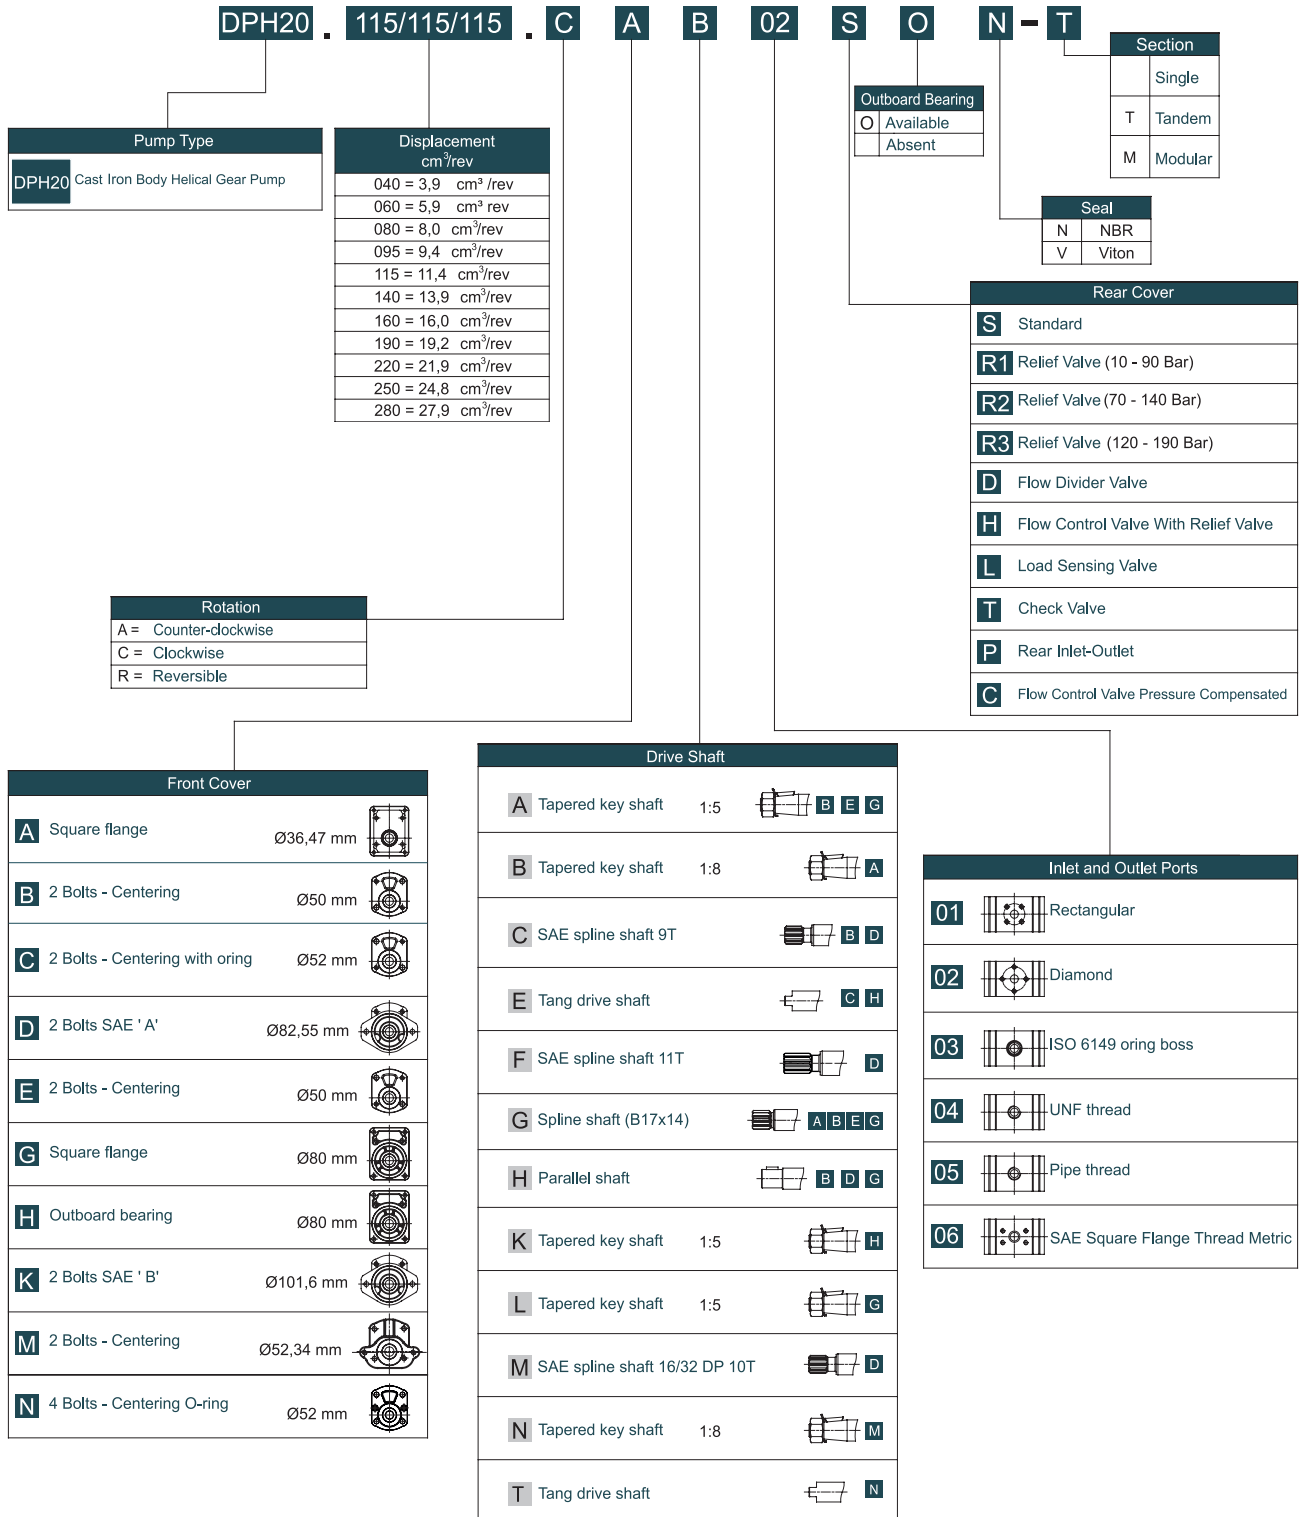 DPH20 . 115/115/115 . C A B 02 S O N - T
Section
Single
T Tandem
M Modular
Outboard Bearing
O Available
Absent
Pump Type
DPH20 Cast Iron Body Helical Gear Pump
Displacement
cm³/rev
040 = 3,9 cm³ /rev
060 = 5,9 cm³ rev
080 = 8,0 cm³/rev
095 = 9,4 cm³/rev
115 = 11,4 cm³/rev
140 = 13,9 cm³/rev
160 = 16,0 cm³/rev
190 = 19,2 cm³/rev
220 = 21,9 cm³/rev
250 = 24,8 cm³/rev
280 = 27,9 cm³/rev
Seal
N NBR
V Viton
Rear Cover
S Standard
R1 Relief Valve (10 - 90 Bar)
R2 Relief Valve (70 - 140 Bar)
R3 Relief Valve (120 - 190 Bar)
D Flow Divider Valve
H Flow Control Valve With Relief Valve
L Load Sensing Valve
T Check Valve
P Rear Inlet-Outlet
C Flow Control Valve Pressure Compensated
Rotation
A = Counter-clockwise
C = Clockwise
R = Reversible
Front Cover
A Square flange Ø36,47 mm
B 2 Bolts - Centering Ø50 mm
C 2 Bolts - Centering with oring Ø52 mm
D 2 Bolts SAE ' A' Ø82,55 mm
E 2 Bolts - Centering Ø50 mm
G Square flange Ø80 mm
H Outboard bearing Ø80 mm
K 2 Bolts SAE ' B' Ø101,6 mm
M 2 Bolts - Centering Ø52,34 mm
N 4 Bolts - Centering O-ring Ø52 mm
Drive Shaft
A Tapered key shaft 1:5 B E G
B Tapered key shaft 1:8 A
C SAE spline shaft 9T B D
E Tang drive shaft C H
F SAE spline shaft 11T D
G Spline shaft (B17x14) A B E G
H Parallel shaft B D G
K Tapered key shaft 1:5 H
L Tapered key shaft 1:5 G
M SAE spline shaft 16/32 DP 10T D
N Tapered key shaft 1:8 M
T Tang drive shaft N
Inlet and Outlet Ports
01 Rectangular
02 Diamond
03 ISO 6149 oring boss
04 UNF thread
05 Pipe thread
06 SAE Square Flange Thread Metric